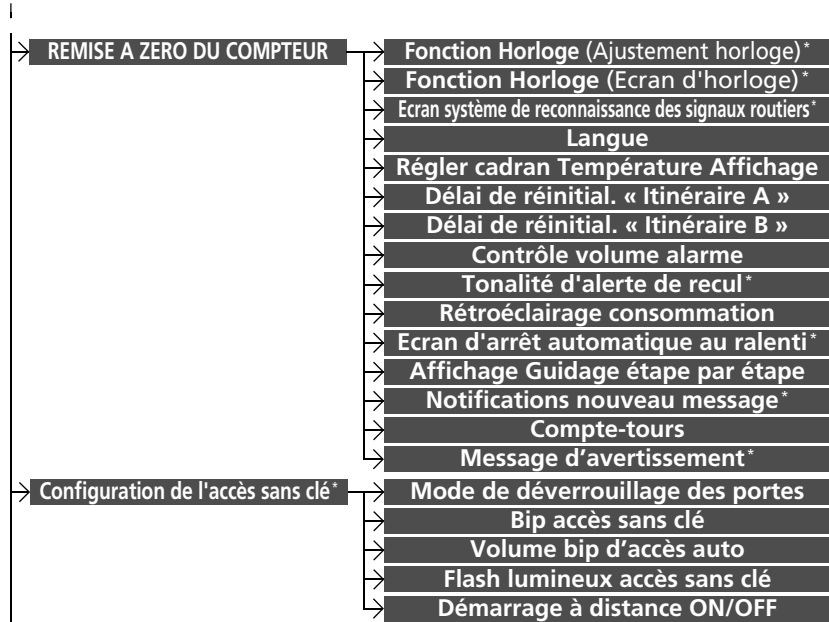 REMISE A ZERO DU COMPTEUR
Fonction Horloge (Ajustement horloge)*
Fonction Horloge (Ecran d'horloge)*
Ecran système de reconnaissance des signaux routiers*
Langue
Régler cadran Température Affichage
Délai de réinitial. « Itinéraire A »
Délai de réinitial. « Itinéraire B »
Contrôle volume alarme
Tonalité d'alerte de recul*
Rétroéclairage consommation
Ecran d'arrêt automatique au ralenti*
Affichage Guidage étape par étape
Notifications nouveau message*
Compte-tours
Message d’avertissement*
Configuration de l'accès sans clé*
Mode de déverrouillage des portes
Bip accès sans clé
Volume bip d’accès auto
Flash lumineux accès sans clé
Démarrage à distance ON/OFF